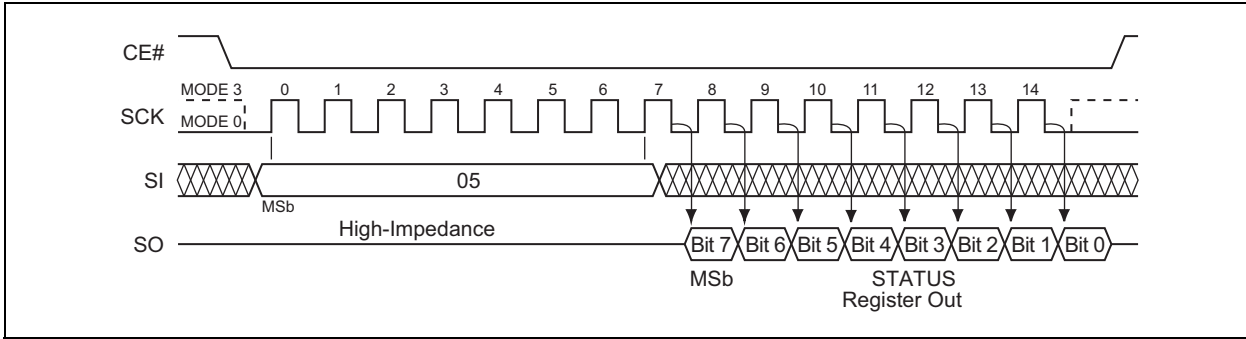 CE#
MODE 3 0 1 2 3 4 5 6 7 8 9 10 11 12 13 14
SCK MODE 0
SI 05
MSb
High-Impedance
SO Bit 7 Bit 6 Bit 5 Bit 4 Bit 3 Bit 2 Bit 1 Bit 0
MSb STATUS
Register Out